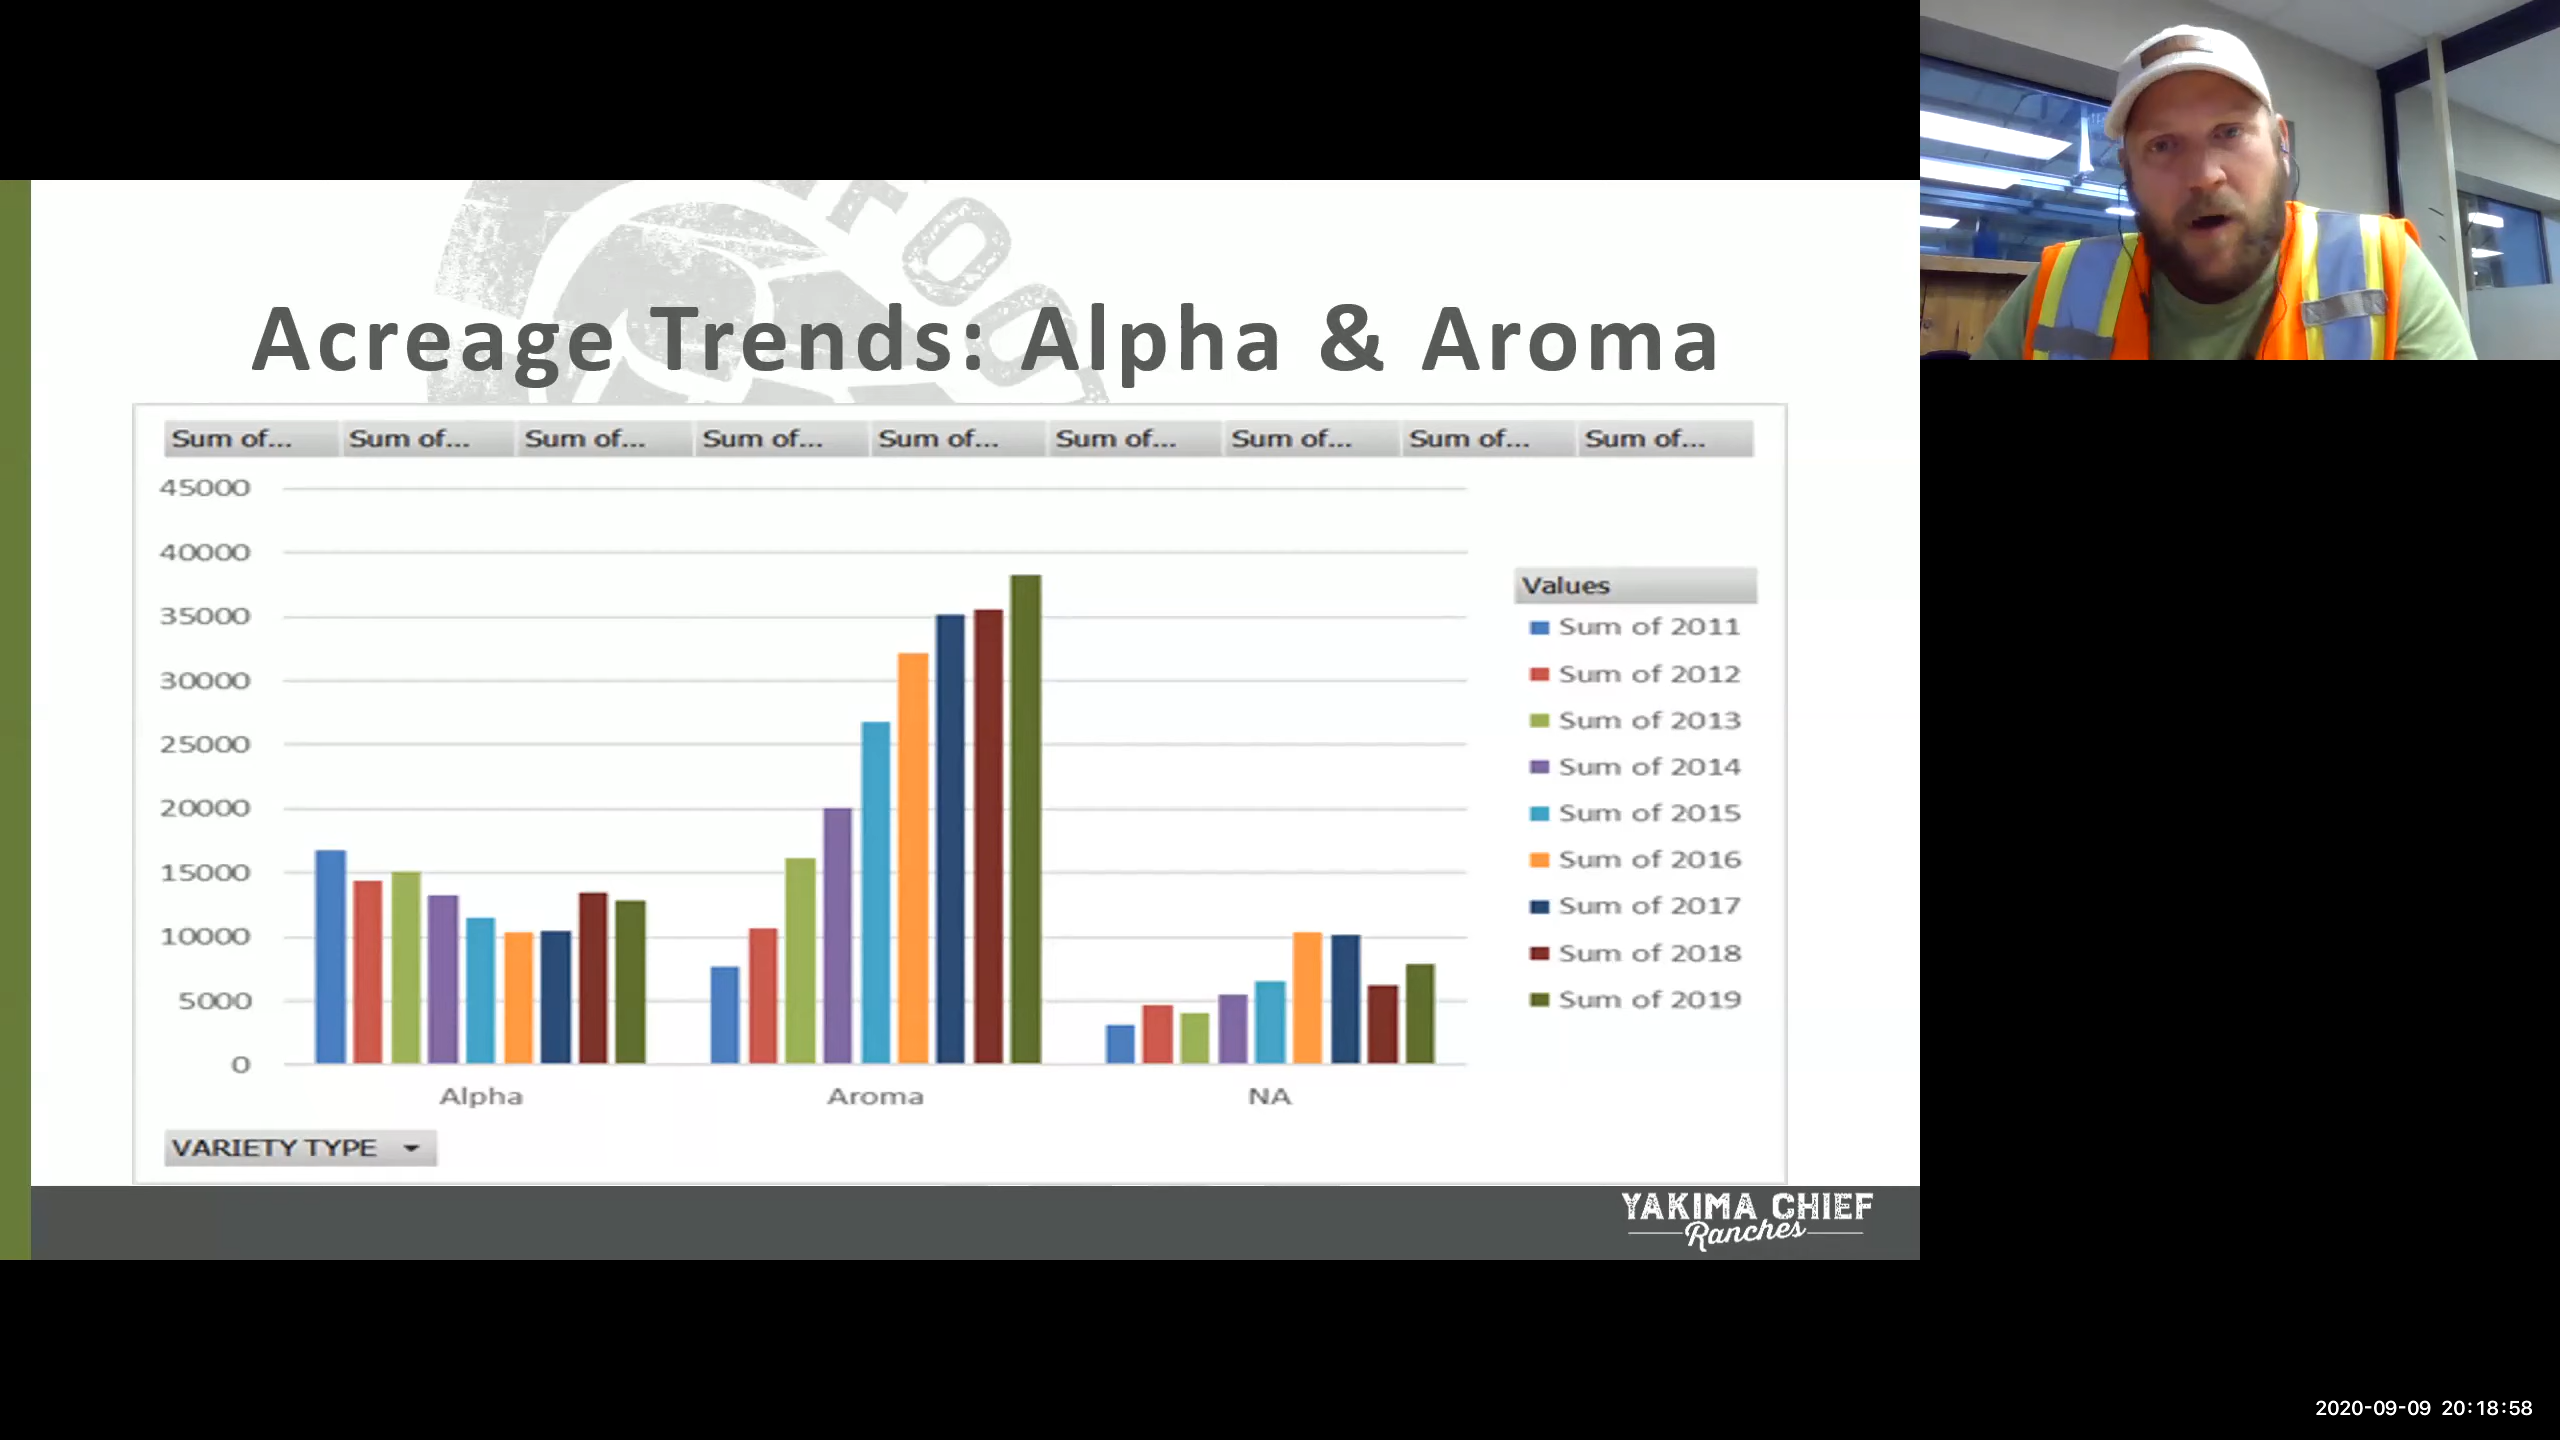 Acreage Trends: Alpha & Aroma
Sum of... Sum of... Sum of... Sum of... Sum of... Sum of... Sum of... Sum of... Sum of...
45000
40000
35000
30000
25000
20000
15000
10000
5000
0
Alpha Aroma NA
Values
Sum of 2011
Sum of 2012
Sum of 2013
Sum of 2014
Sum of 2015
Sum of 2016
Sum of 2017
Sum of 2018
Sum of 2019
VARIETY TYPE
YAKIMA CHIEF
Ranches
2020-09-09 20:18:58